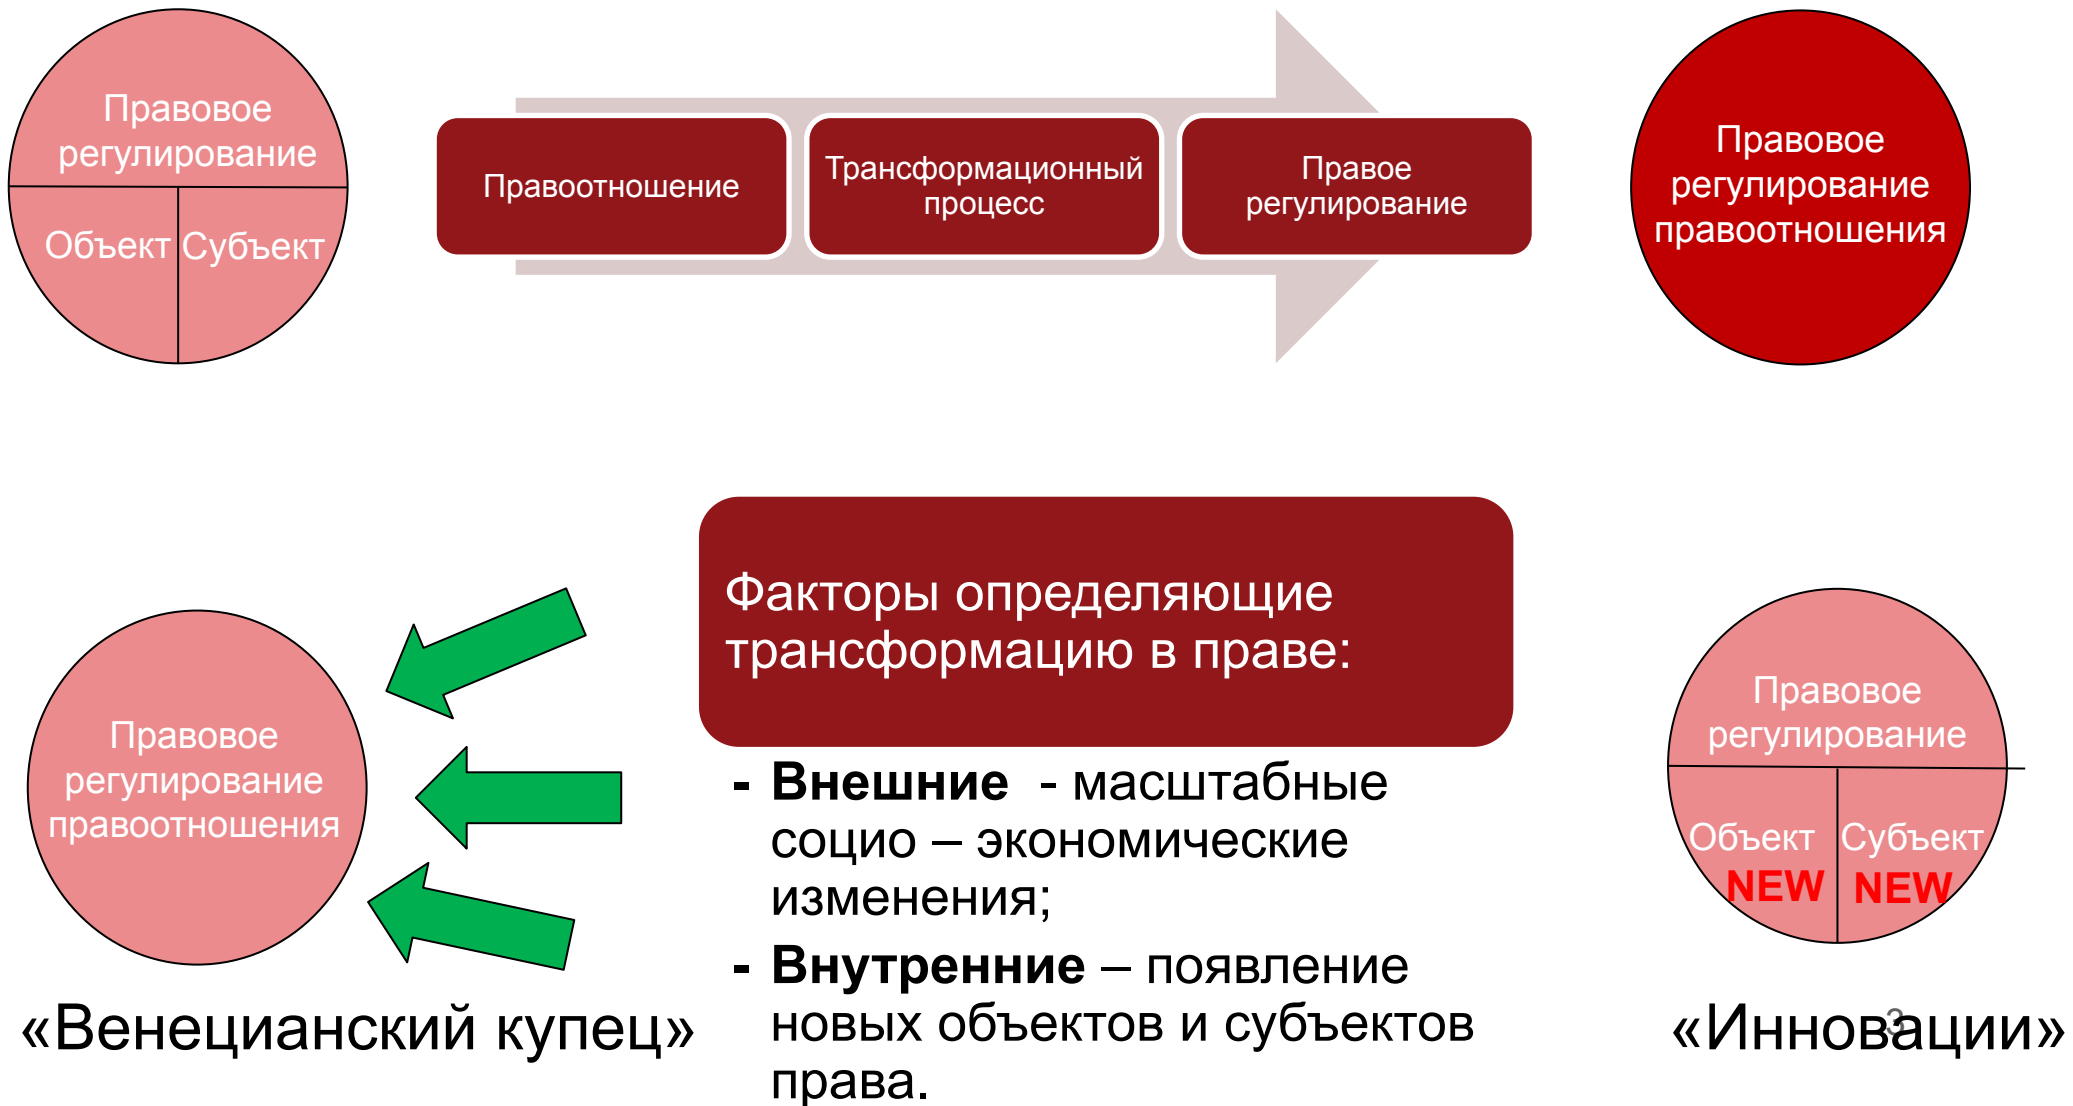 Правовое
регулирование
Объект
Субъект
Правоотношение
Трансформационный
процесс
Правое
регулирование
Правовое
регулирование
правоотношения
Правовое
регулирование
правоотношения
«Венецианский купец»
Факторы определяющие
трансформацию в праве:
- Внешние - масштабные
социо – экономические
изменения;
- Внутренние – появление
новых объектов и субъектов
права.
Правовое
регулирование
Объект
NEW
Субъект
NEW
«Инновации»
3